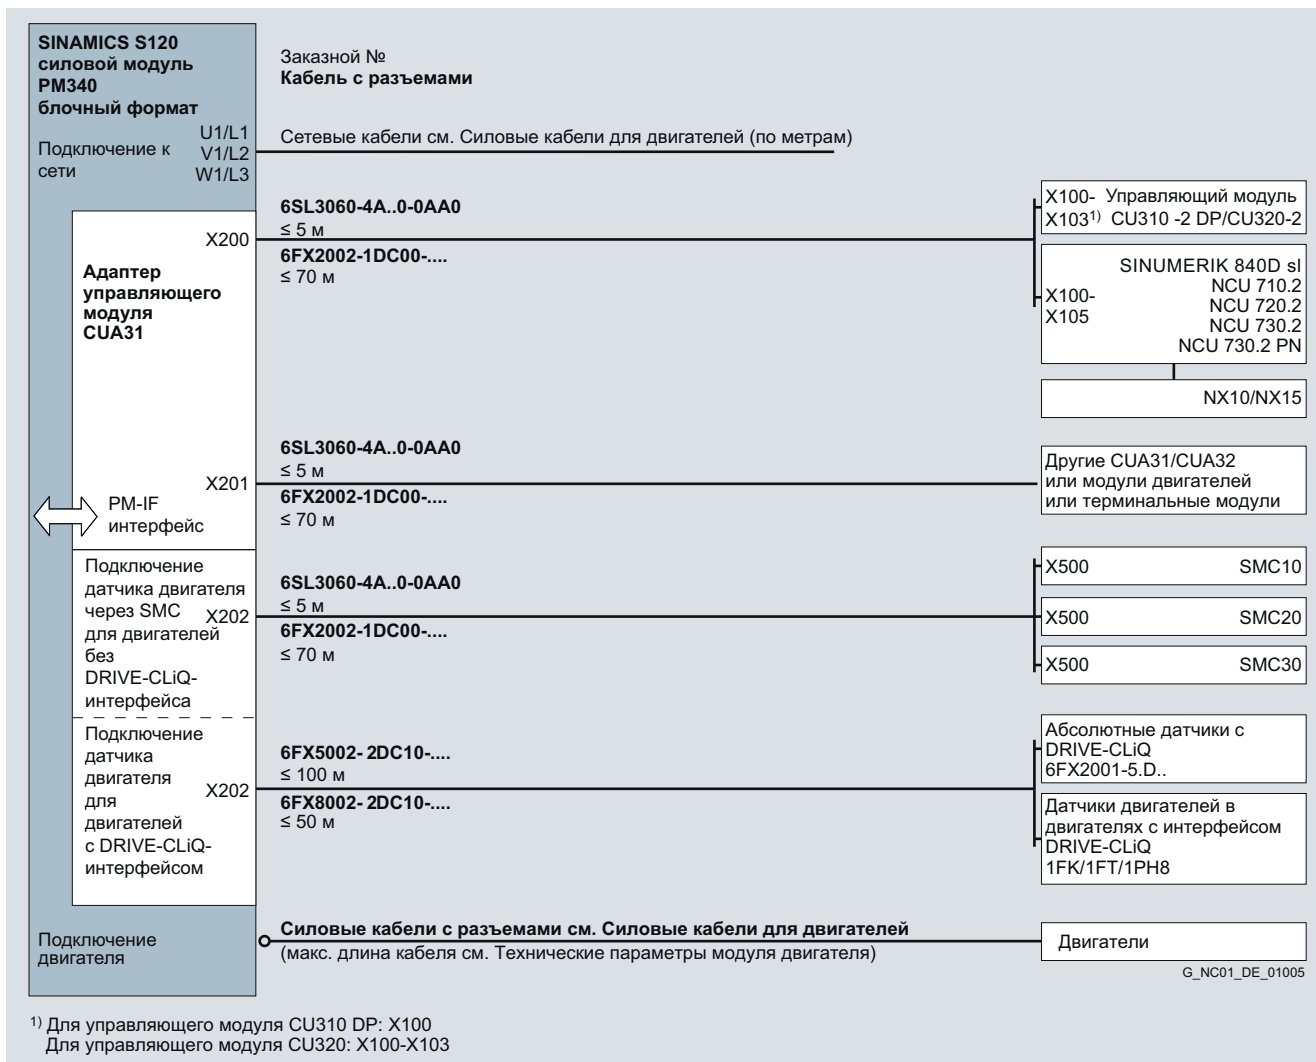 SINAMICS S120
силовой модуль
PM340
блочный формат
Заказной №
Кабель с разъемами
Подключение к
сети
U1/L1
V1/L2
W1/L3
Сетевые кабели см. Силовые кабели для двигателей (по метрам)
Адаптер
управляющего
модуля
CUA31
X200
6SL3060-4A..0-0AA0
≤ 5 м
6FX2002-1DC00-....
≤ 70 м
X100- Управляющий модуль
X103¹⁾ CU310 -2 DP/CU320-2
X100-
X105
SINUMERIK 840D sl
NCU 710.2
NCU 720.2
NCU 730.2
NCU 730.2 PN
NX10/NX15
X201
6SL3060-4A..0-0AA0
≤ 5 м
6FX2002-1DC00-....
≤ 70 м
Другие CUA31/CUA32
или модули двигателей
или терминальные модули
PM-IF
интерфейс
Подключение
датчика двигателя
через SMC
для двигателей
без
DRIVE-CLiQ-
интерфейса
X202
6SL3060-4A..0-0AA0
≤ 5 м
6FX2002-1DC00-....
≤ 70 м
X500 SMC10
X500 SMC20
X500 SMC30
Подключение
датчика
двигателя
для
двигателей
с DRIVE-CLiQ-
интерфейсом
X202
6FX5002- 2DC10-....
≤ 100 м
6FX8002- 2DC10-....
≤ 50 м
Абсолютные датчики с
DRIVE-CLiQ
6FX2001-5.D..
Датчики двигателей в
двигателях с интерфейсом
DRIVE-CLiQ
1FK/1FT/1PH8
Подключение
двигателя
Силовые кабели с разъемами см. Силовые кабели для двигателей
(макс. длина кабеля см. Технические параметры модуля двигателя)
Двигатели
G_NC01_DE_01005
¹⁾ Для управляющего модуля CU310 DP: X100
Для управляющего модуля CU320: X100-X103